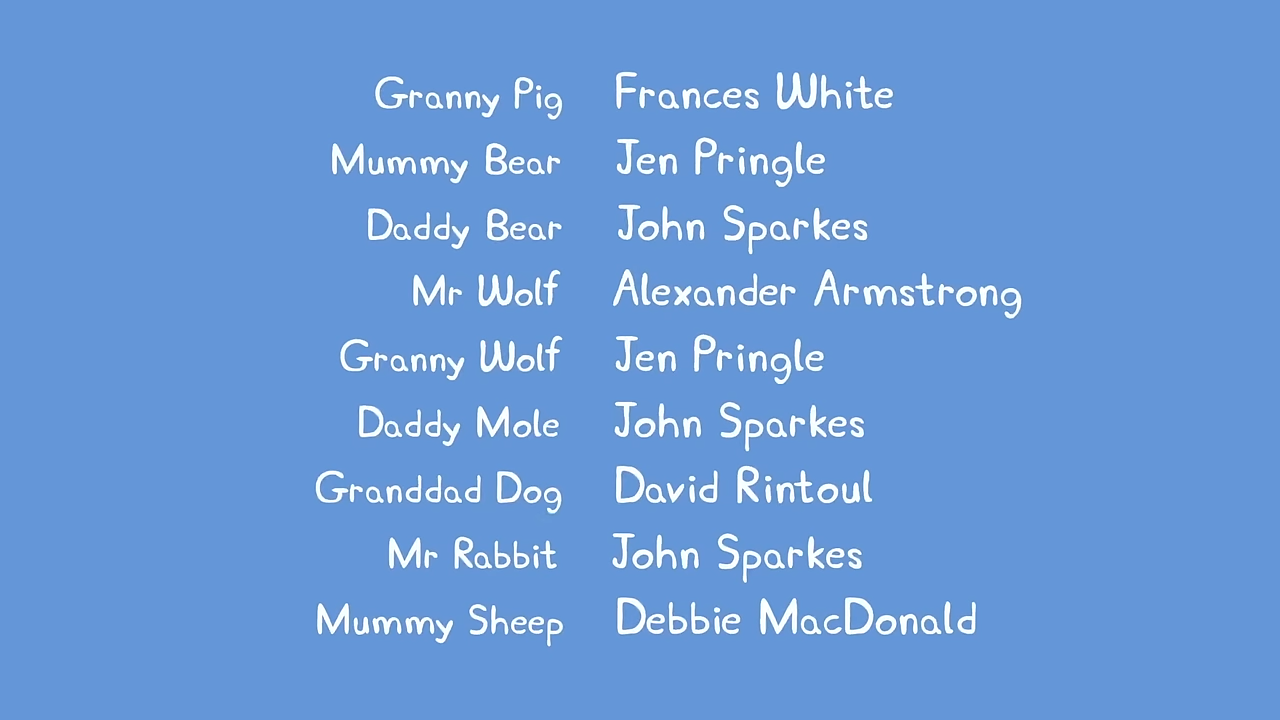 Granny Pig Frances White
Mummy Bear Jen Pringle
Daddy Bear John Sparkes
Mr Wolf Alexander Armstrong
Granny Wolf Jen Pringle
Daddy Mole John Sparkes
Granddad Dog David Rintoul
Mr Rabbit John Sparkes
Mummy Sheep Debbie MacDonald